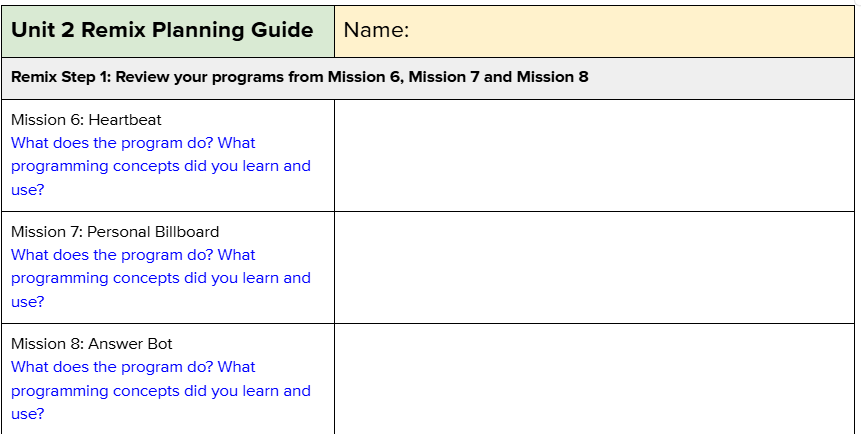 Unit 2 Remix Planning Guide
Name:
Remix Step 1: Review your programs from Mission 6, Mission 7 and Mission 8
Mission 6: Heartbeat
What does the program do? What
programming concepts did you learn and
use?
Mission 7: Personal Billboard
What does the program do? What
programming concepts did you learn and
use?
Mission 8: Answer Bot
What does the program do? What
programming concepts did you learn and
use?